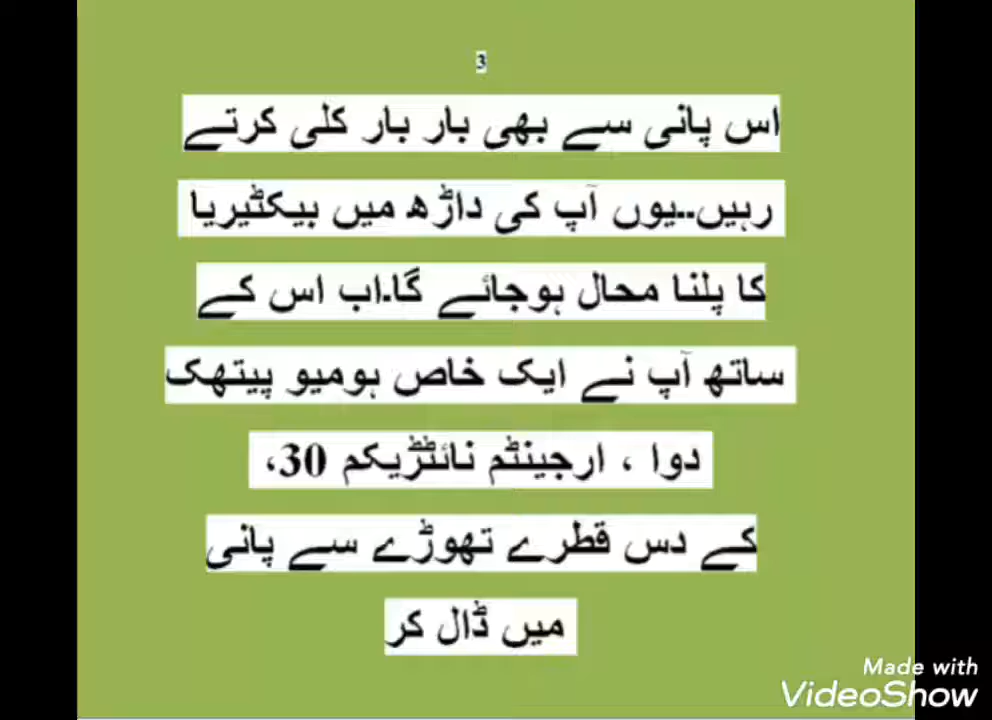 3
اس پانی سے بھی بار بار کلی کرتے
رہیں..یوں آپ کی داڑھ میں بیکٹیریا
کا پلنا محال ہوجائے گا.اب اس کے
ساتھ آپ نے ایک خاص ہومیو پیتھک
دوا ، ارجینٹم نائٹڑیکم 30،
کے دس قطرے تھوڑے سے پانی
میں ڈال کر
Made with
VideoShow